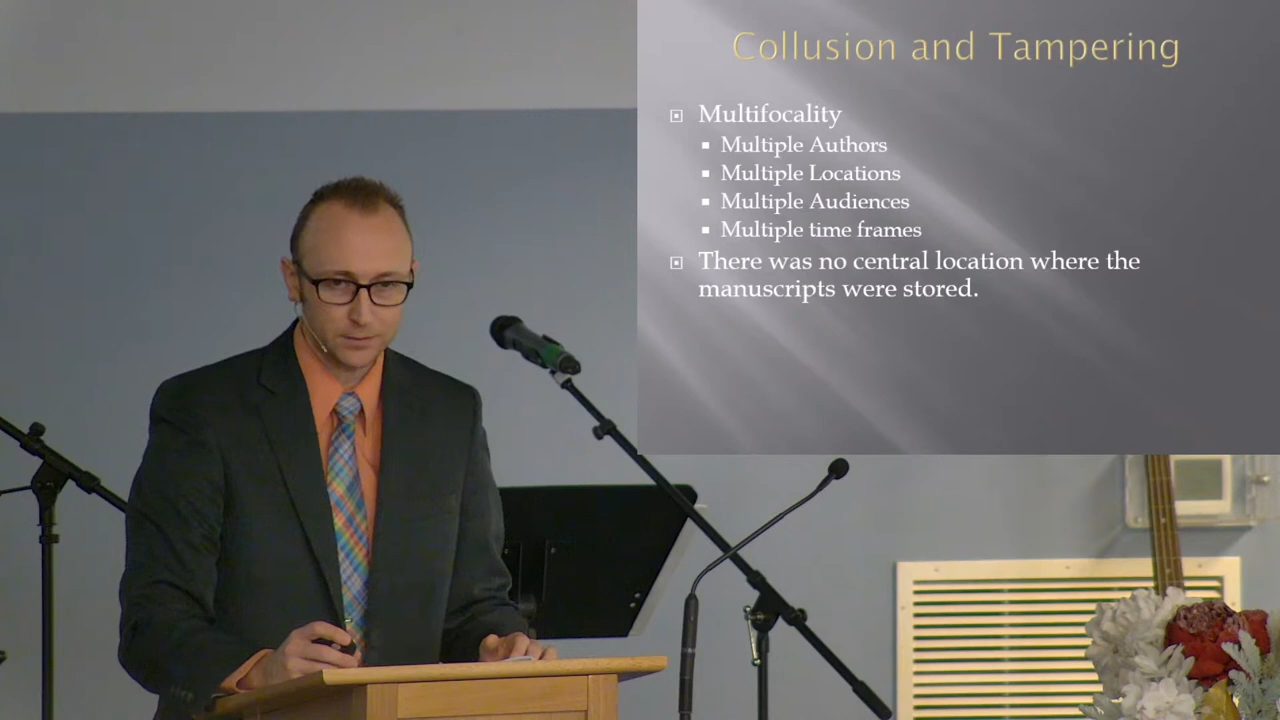 Collusion and Tampering
Multifocality
Multiple Authors
Multiple Locations
Multiple Audiences
Multiple time frames
There was no central location where the
manuscripts were stored.